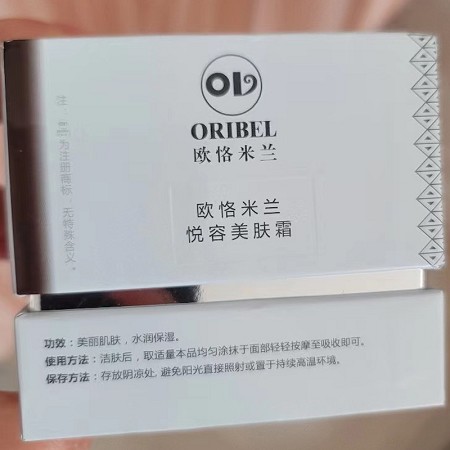 OL
ORIBEL
欧恪米兰
欧恪米兰
悦容美肤霜
注：品为注册商标，无特殊含义。
功效：美丽肌肤，水润保湿。
使用方法：洁肤后，取适量本品均匀涂抹于面部轻轻按摩至吸收即可。
保存方法：存放阴凉处，避免阳光直接照射或置于持续高温环境。